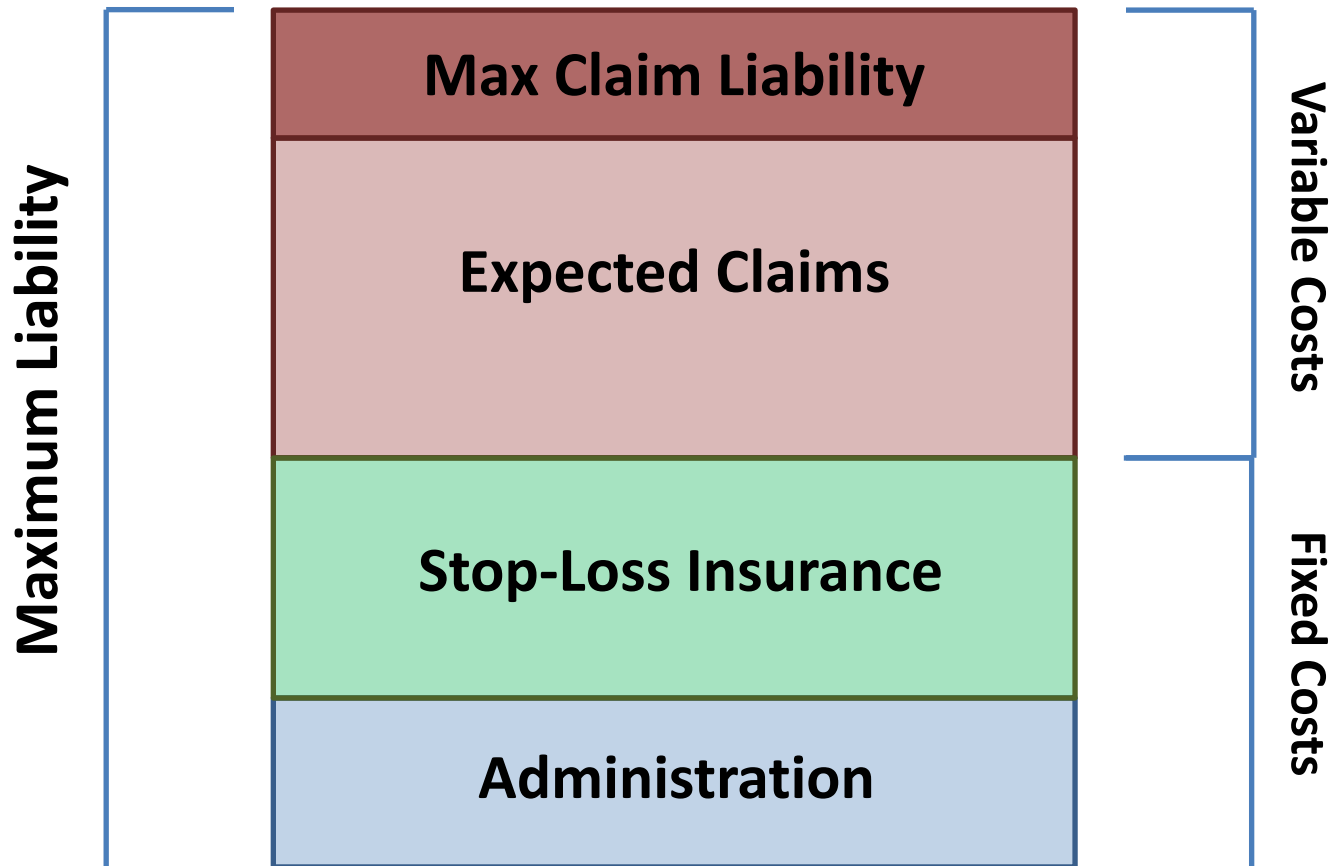 Maximum Liability
Max Claim Liability
Expected Claims
Stop-Loss Insurance
Administration
Variable Costs
Fixed Costs